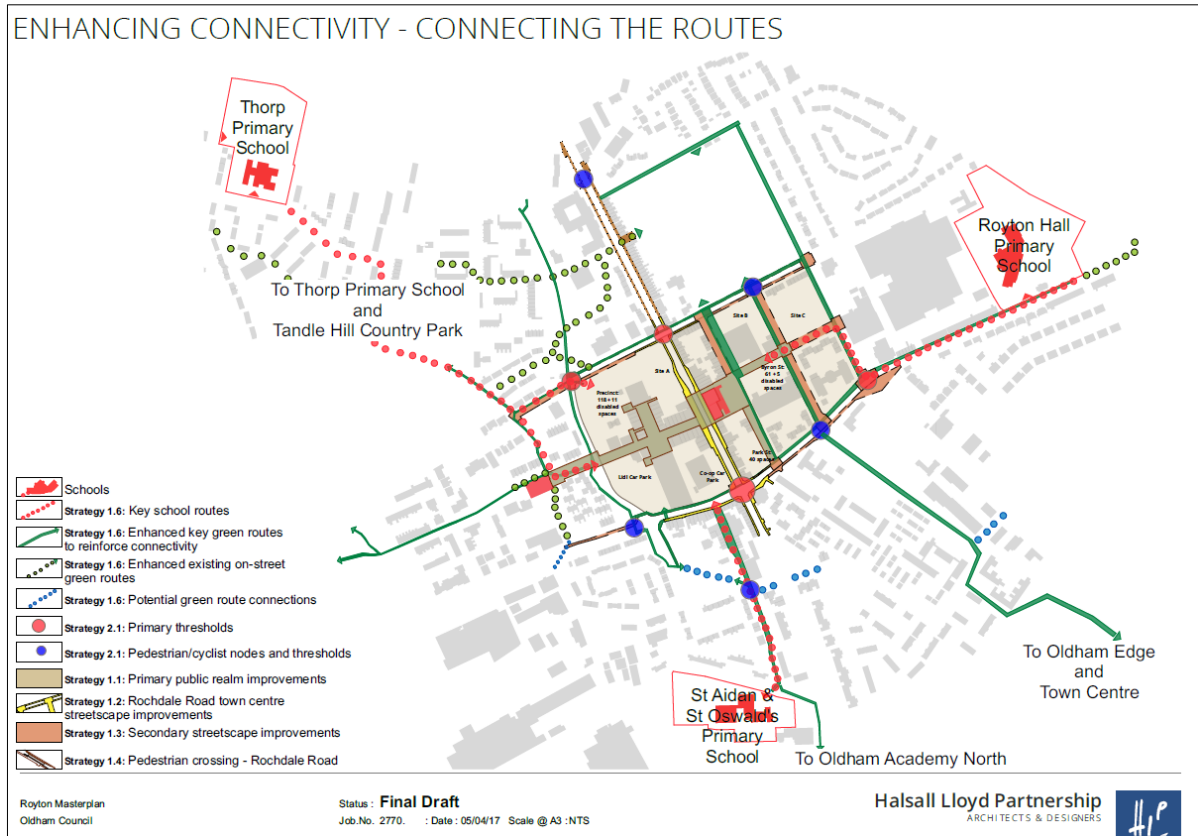 ENHANCING CONNECTIVITY - CONNECTING THE ROUTES
Thorp
Primary
School
Royton Hall
Primary
School
To Thorp Primary School
and
Tandle Hill Country Park
Site B
Site C
Site A
Byron St:
61 + 5
disabled
spaces
Precinct:
118 + 11
disabled
spaces
Park St:
40 spaces
Lidl Car Park
Co-op Car
Park
Schools
Strategy 1.6: Key school routes
Strategy 1.6: Enhanced key green routes
to reinforce connectivity
Strategy 1.6: Enhanced existing on-street
green routes
Strategy 1.6: Potential green route connections
Strategy 2.1: Primary thresholds
Strategy 2.1: Pedestrian/cyclist nodes and thresholds
Strategy 1.1: Primary public realm improvements
Strategy 1.2: Rochdale Road town centre
streetscape improvements
Strategy 1.3: Secondary streetscape improvements
Strategy 1.4: Pedestrian crossing - Rochdale Road
To Oldham Edge
and
Town Centre
St Aidan &
St Oswald's
Primary
School
To Oldham Academy North
Royton Masterplan
Oldham Council
Status : Final Draft
Job.No. 2770. : Date : 05/04/17 Scale @ A3 :NTS
Halsall Lloyd Partnership
ARCHITECTS & DESIGNERS